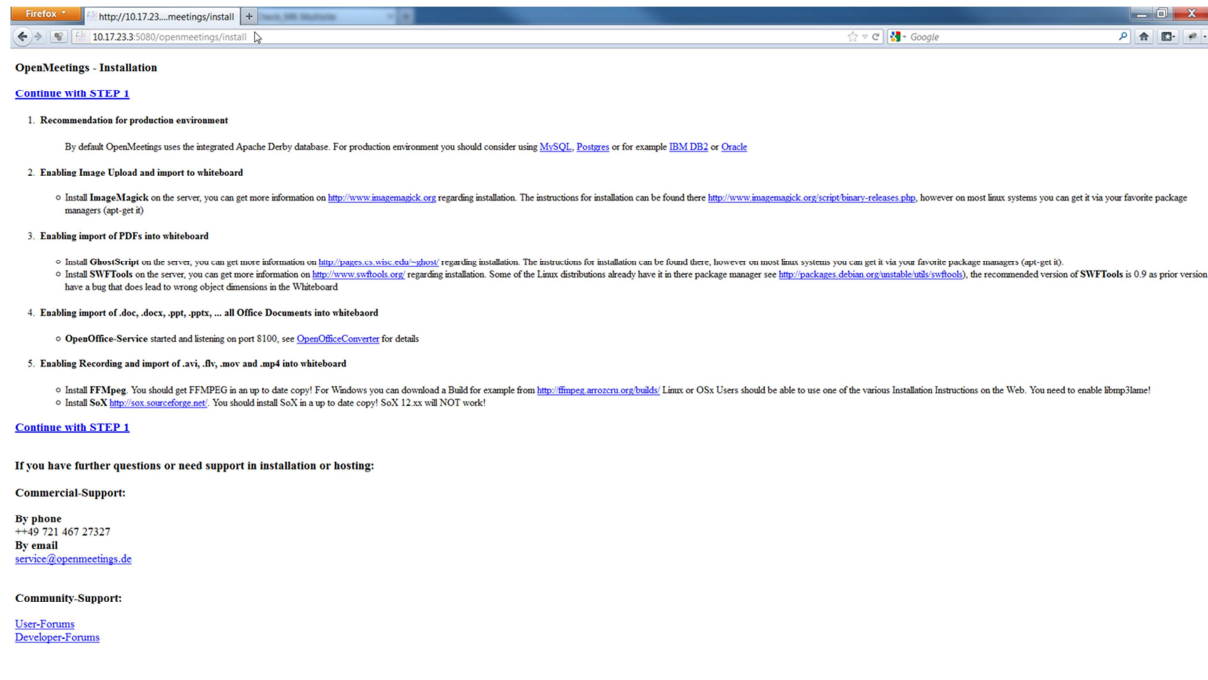 Firefox
http://10.17.23....meetings/install
10.17.23.3:5080/openmeetings/install
Google
OpenMeetings - Installation
Continue with STEP 1
1. Recommendation for production environment
By default OpenMeetings uses the integrated Apache Derby database. For production environment you should consider using MySQL, Postgres or for example IBM DB2 or Oracle
2. Enabling Image Upload and import to whiteboard
Install ImageMagick on the server, you can get more information on http://www.imagemagick.org regarding installation. The instructions for installation can be found there http://www.imagemagick.org/script/binary-releases.php, however on most linux systems you can get it via your favorite package
managers (apt-get it)
3. Enabling import of PDFs into whiteboard
Install GhostScript on the server, you can get more information on http://pages.cs.wisc.edu/~ghost/ regarding installation. The instructions for installation can be found there, however on most linux systems you can get it via your favorite package managers (apt-get it).
Install SWFTools on the server, you can get more information on http://www.swftools.org/ regarding installation. Some of the Linux distributions already have it in there package manager see http://packages.debian.org/unstable/utils/swftools), the recommended version of SWFTools is 0.9 as prior version
have a bug that does lead to wrong object dimensions in the Whiteboard
4. Enabling import of .doc, .docx, .ppt, .pptx, ... all Office Documents into whitebaord
OpenOffice-Service started and listening on port 8100, see OpenOfficeConverter for details
5. Enabling Recording and import of .avi, .flv, .mov and .mp4 into whiteboard
Install FFMpeg. You should get FFMPEG in an up to date copy! For Windows you can download a Build for example from http://ffmpeg.arrozcru.org/builds/ Linux or OSx Users should be able to use one of the various Installation Instructions on the Web. You need to enable libmp3lame!
Install SoX http://sox.sourceforge.net/. You should install SoX in a up to date copy! SoX 12.xx will NOT work!
Continue with STEP 1
If you have further questions or need support in installation or hosting:
Commercial-Support:
By phone
++49 721 467 27327
By email
service@openmeetings.de
Community-Support:
User-Forums
Developer-Forums